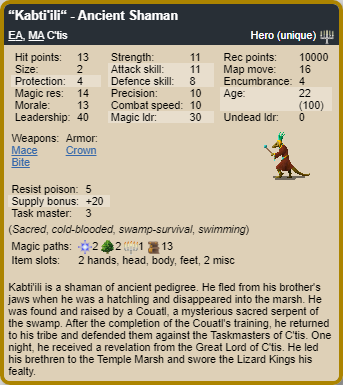 “Kabti'ili“ - Ancient Shaman
EA, MA C'tis Hero (unique)
Hit points: 13 Strength: 11 Rec points: 10000
Size: 2 Attack skill: 11 Map move: 16
Protection: 4 Defence skill: 8 Encumbrance: 4
Magic res: 14 Precision: 10 Age: 22
Morale: 13 Combat speed: 10 (100)
Leadership: 40 Magic ldr: 30 Undead ldr: 0
Weapons: Armor:
Mace Crown
Bite
Resist poison: 5
Supply bonus: +20
Task master: 3
(Sacred, cold-blooded, swamp-survival, swimming)
Magic paths: 2 2 1 13
Item slots: 2 hands, head, body, feet, 2 misc
Kabti'ili is a shaman of ancient pedigree. He fled from his brother's
jaws when he was a hatchling and disappeared into the marsh. He
was found and raised by a Couatl, a mysterious sacred serpent of
the swamp. After the completion of the Couatl's training, he returned
to his tribe and defended them against the Taskmasters of C'tis. One
night, he received a revelation from the Great Lord of C'tis. He led
his brethren to the Temple Marsh and swore the Lizard Kings his
fealty.